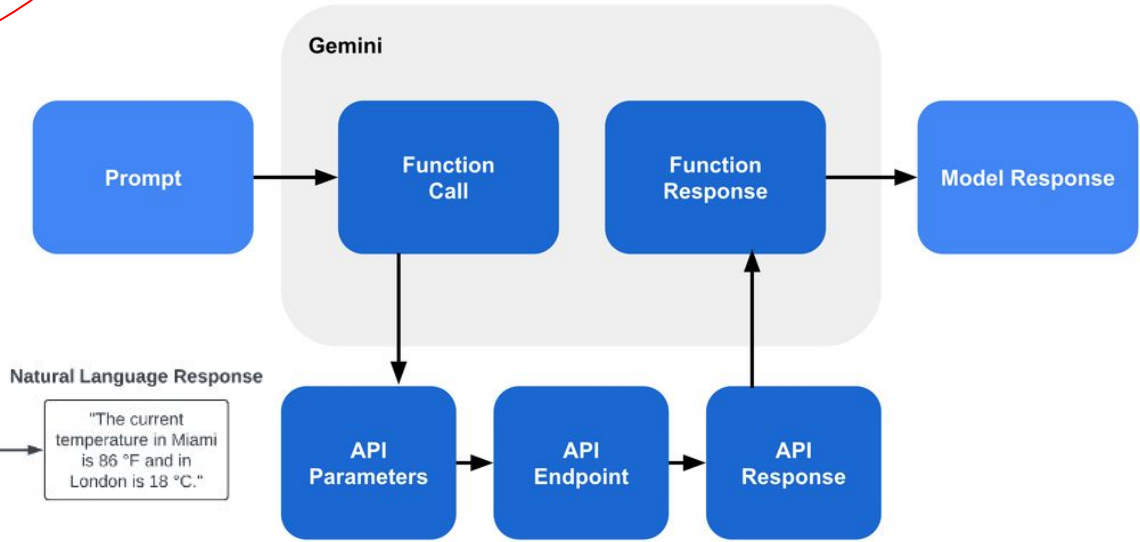 Gemini
Prompt
Function
Call
Function
Response
Model Response
Natural Language Response
"The current
temperature in Miami
is 86 °F and in
London is 18 °C."
API
Parameters
API
Endpoint
API
Response